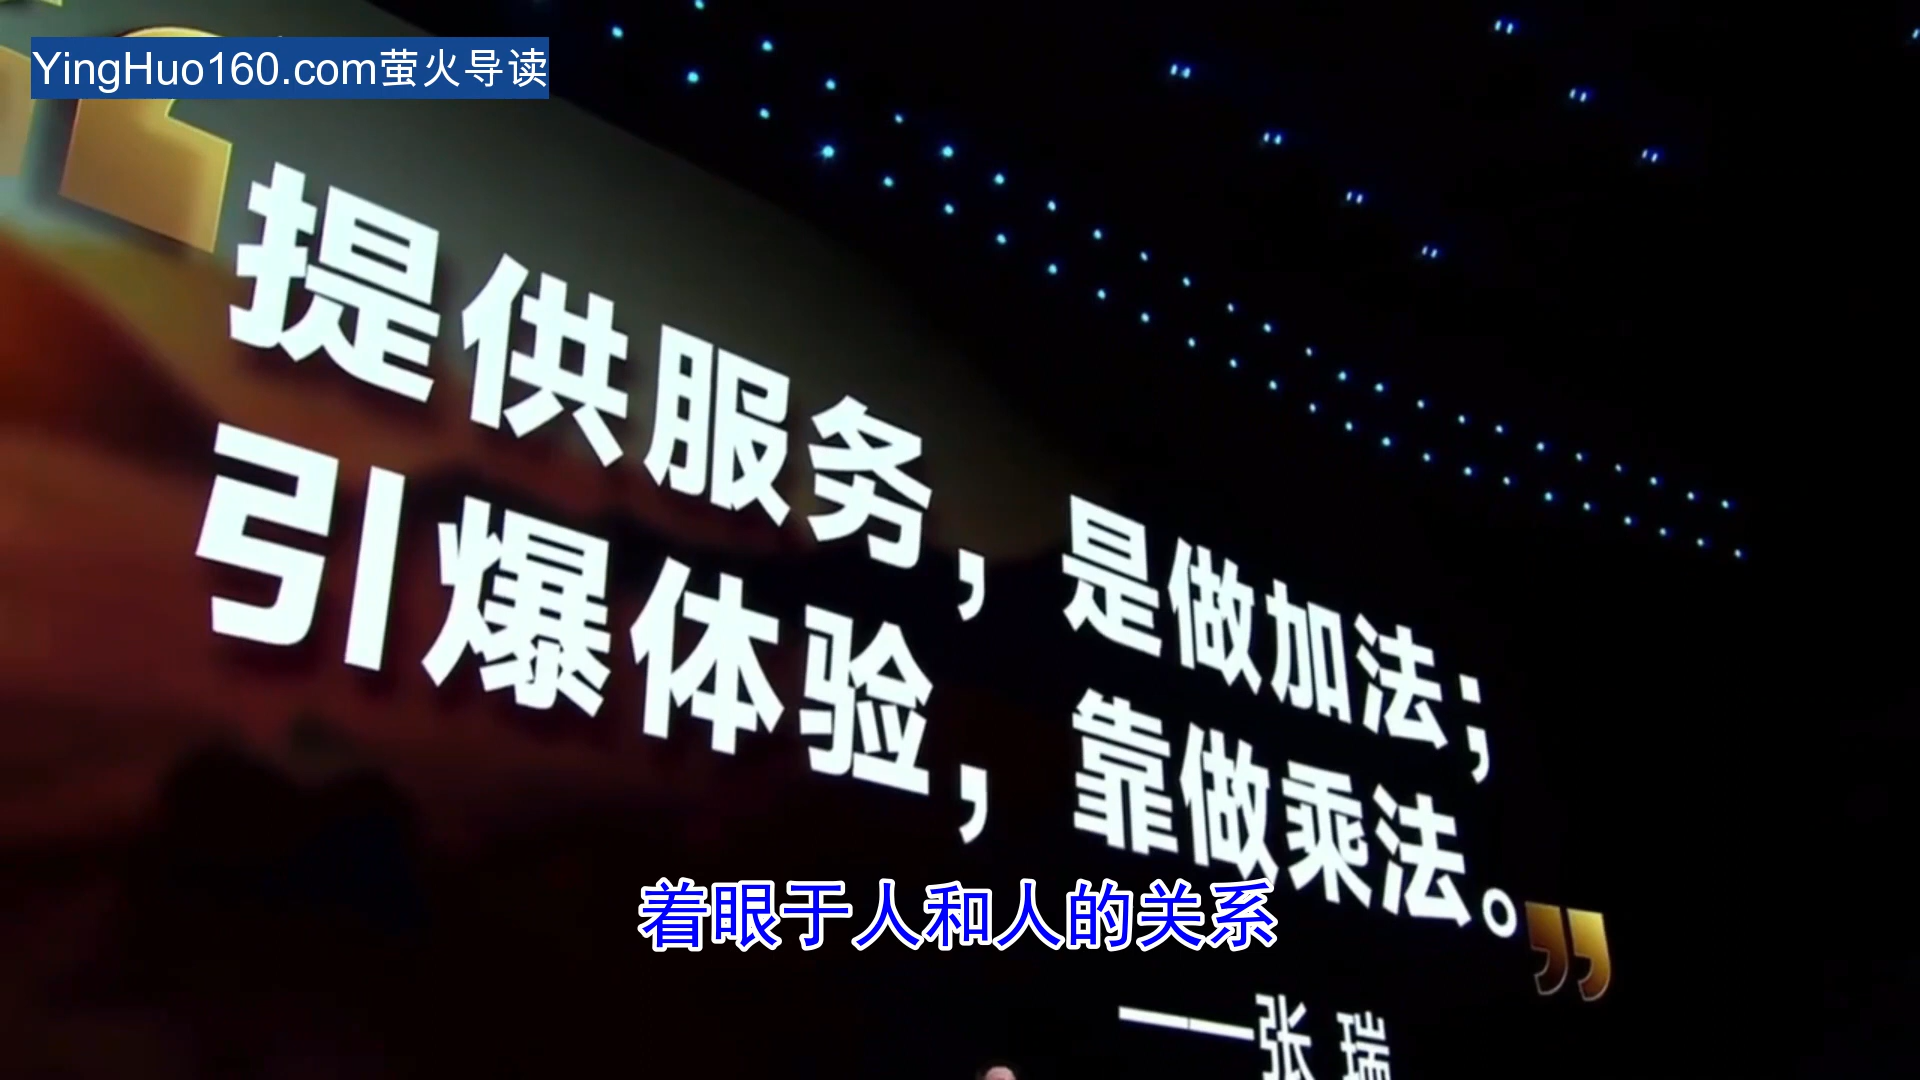 YingHuo160.com萤火导读
“提供服务，是做加法；
引爆体验，靠做乘法。”
着眼于人和人的关系
——张 瑞